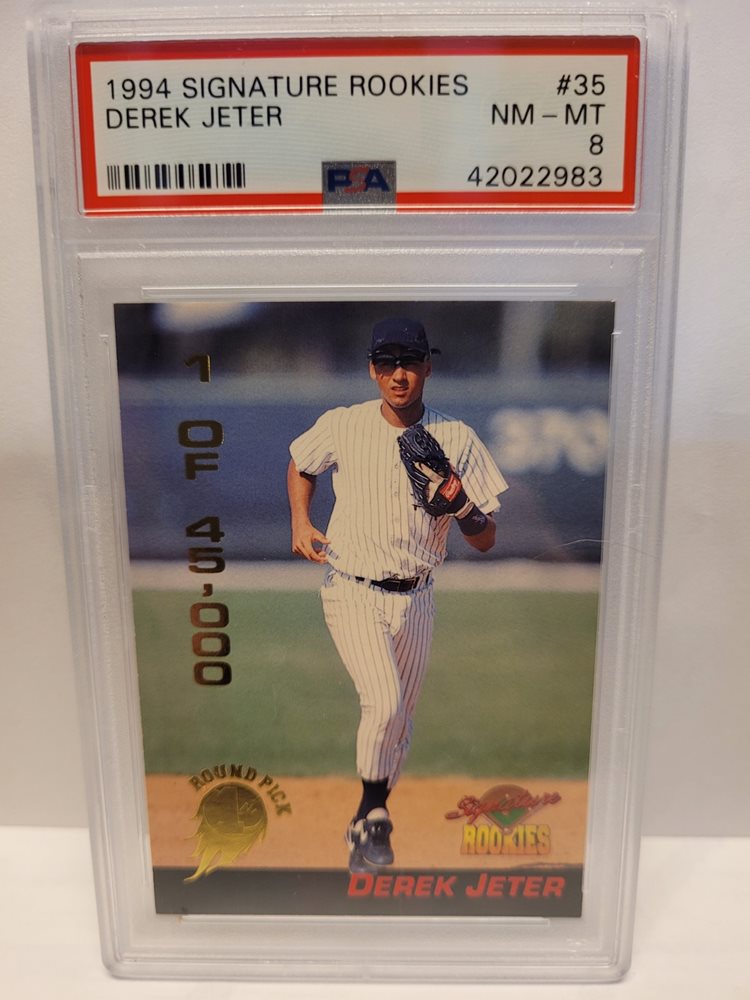 1994 SIGNATURE ROOKIES #35
DEREK JETER NM - MT
8
PSA 42022983
1
OF
45,000
370
ROUND PICK
Signature
ROOKIES
DEREK JETER